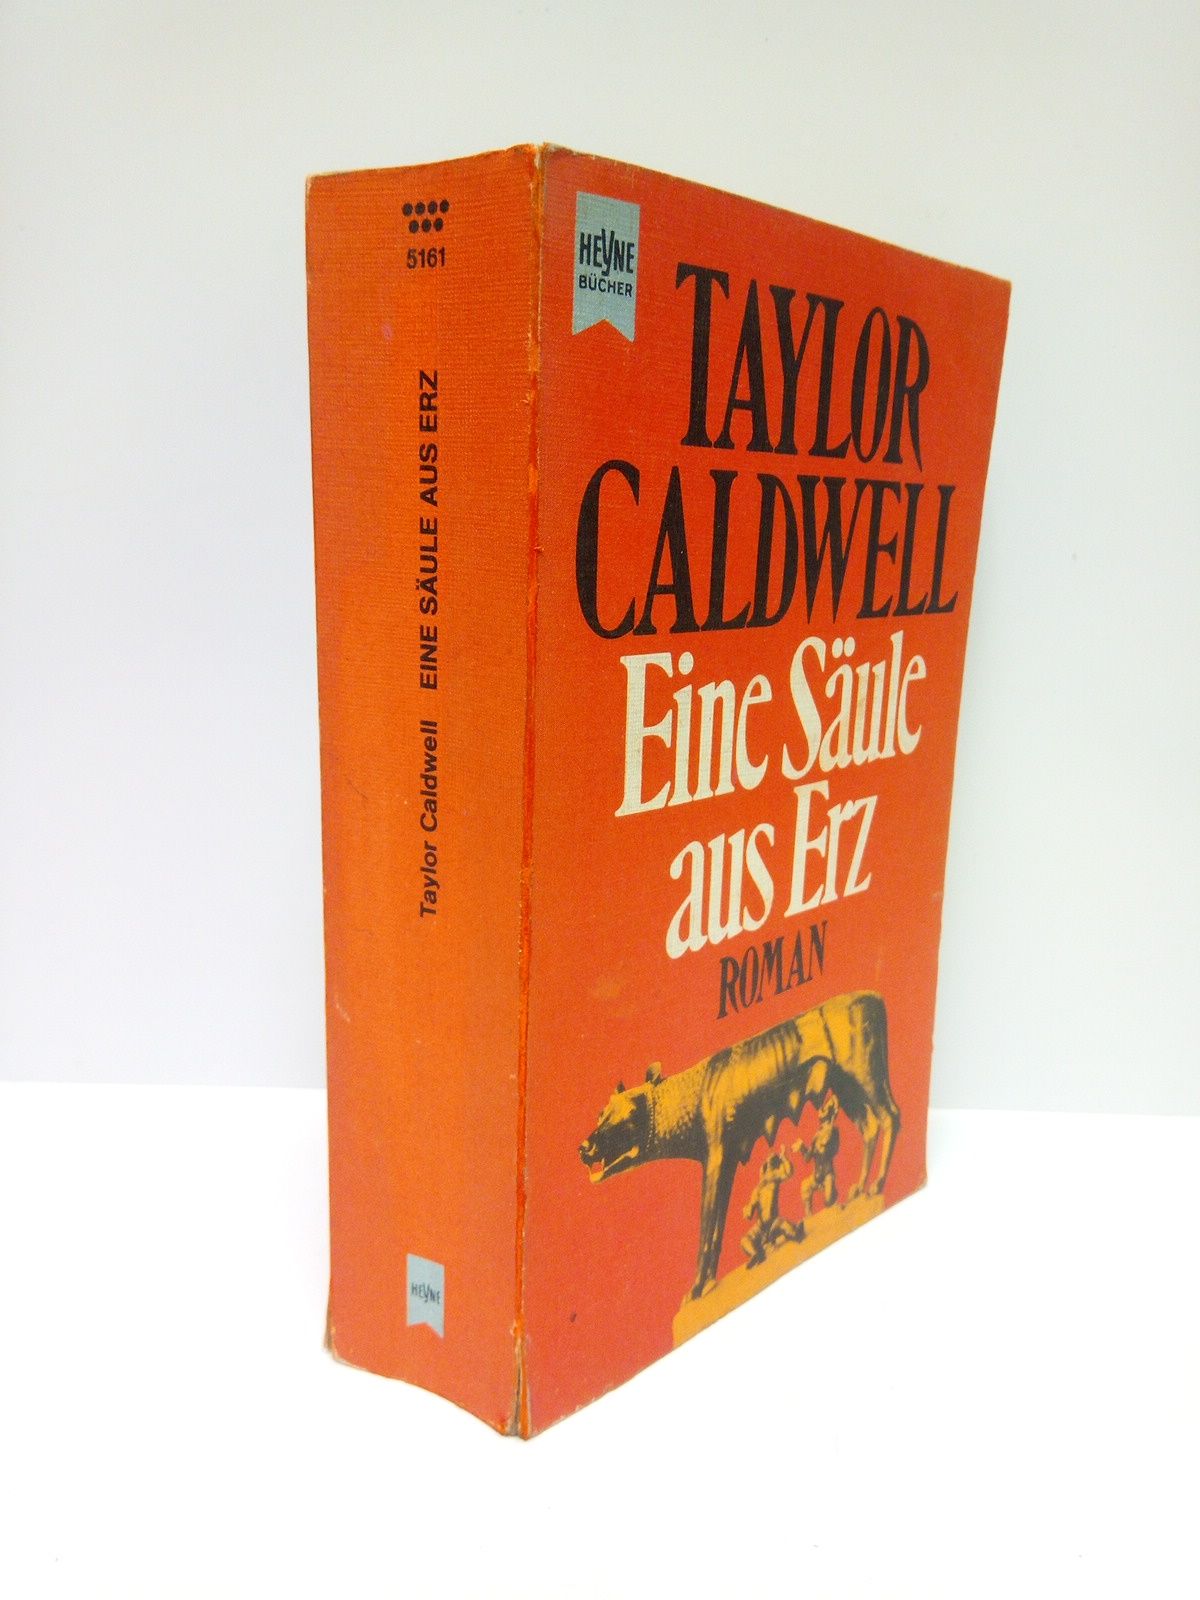 5161
Taylor Caldwell EINE SÄULE AUS ERZ
HEYNE
HEYNE
BÜCHER
TAYLOR
CALDWELL
Eine Säule
aus Erz
ROMAN